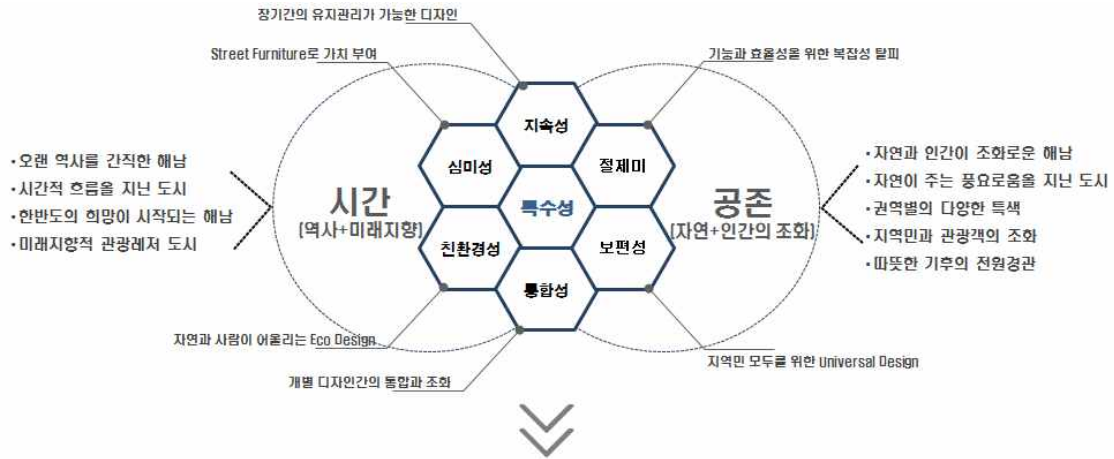 장기간의 유지관리가 가능한 디자인
Street Furniture로 가치 부여
기능과 효율성을 위한 복잡성 탈피
지속성
심미성
절제미
• 오랜 역사를 간직한 해남
• 시간적 흐름을 지닌 도시
• 한반도의 희망이 시작되는 해남
• 미래지향적 관광레저 도시
시간
(역사+미래지향)
특수성
공존
(자연+인간의 조화)
• 자연과 인간이 조화로운 해남
• 자연이 주는 풍요로움을 지닌 도시
• 권역별의 다양한 특색
• 지역민과 관광객의 조화
• 따뜻한 기후의 전원경관
친환경성
보편성
통합성
자연과 사람이 어울리는 Eco Design
지역민 모두를 위한 Universal Design
개별 디자인간의 통합과 조화